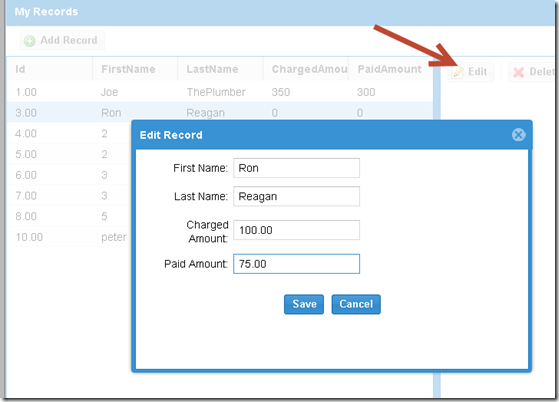 My Records
Add Record
Edit
Delet
Id FirstName LastName ChargedAmou PaidAmount
1.00 Joe ThePlumber 350 300
3.00 Ron Reagan 0 0
4.00 2
5.00 2
6.00 3
7.00 3
8.00 5
10.00 peter
Edit Record
First Name: Ron
Last Name: Reagan
Charged
Amount: 100.00
Paid Amount: 75.00
Save Cancel